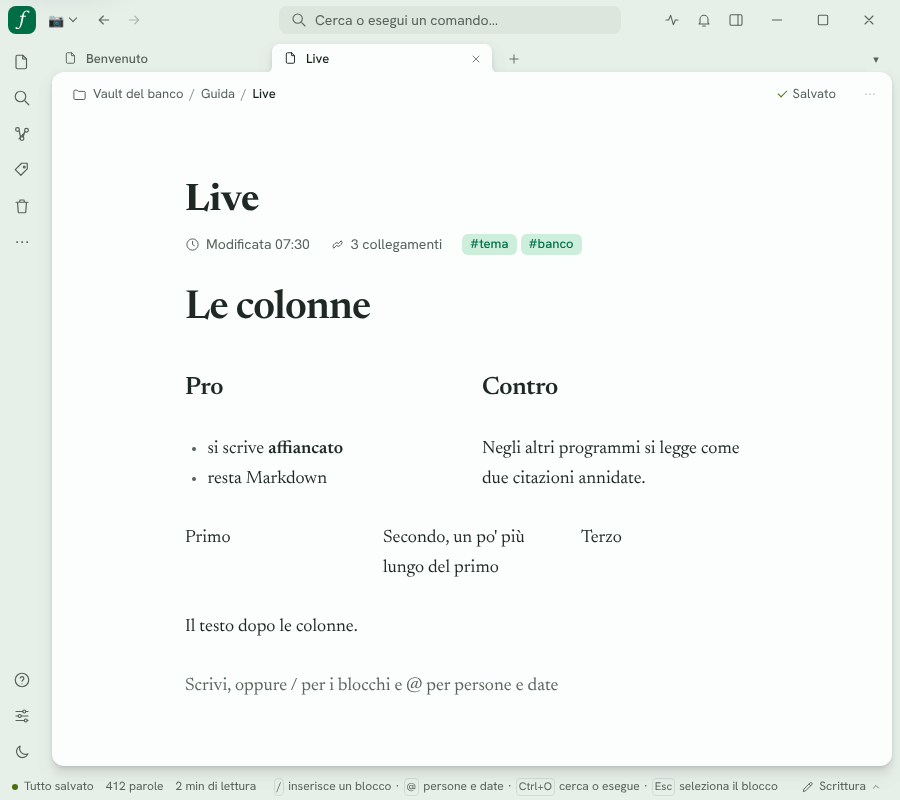 f
Cerca o esegui un comando...
Benvenuto
Live
Vault del banco / Guida / Live
Salvato
Live
Modificata 07:30
3 collegamenti
#tema
#banco
Le colonne
Pro
• si scrive affiancato
• resta Markdown
Contro
Negli altri programmi si legge come
due citazioni annidate.
Primo
Secondo, un po' più
lungo del primo
Terzo
Il testo dopo le colonne.
Scrivi, oppure / per i blocchi e @ per persone e date
Tutto salvato 412 parole 2 min di lettura / inserisce un blocco · @ persone e date · Ctrl+O cerca o esegue · Esc seleziona il blocco Scrittura